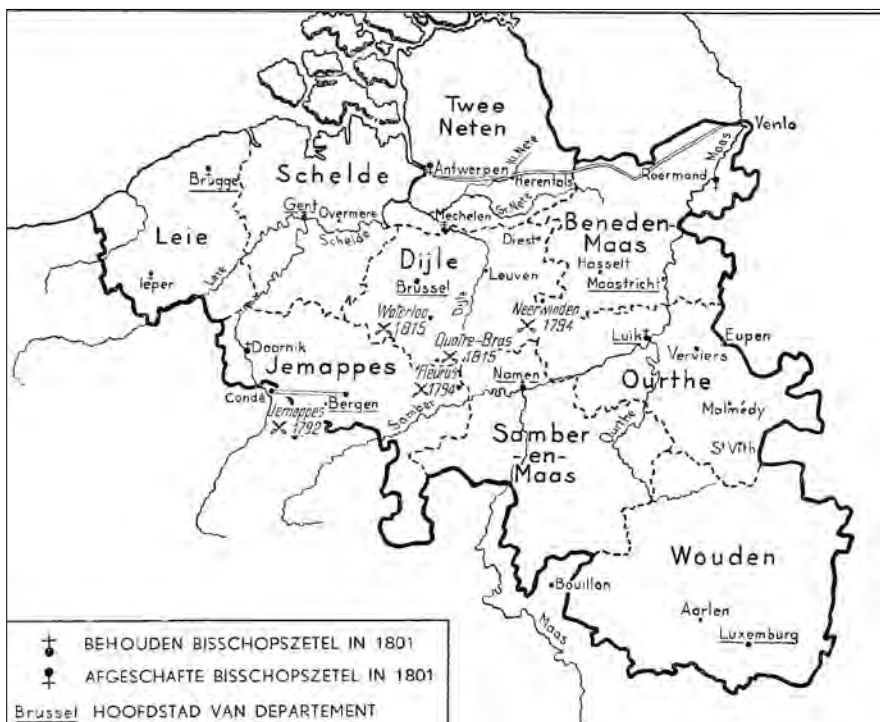 Twee
Neten
Venlo
Maas
Schelde
Antwerpen
Kl. Nete
Herentals
Roermond
Brugge
Gr. Nete
Gent
Overmere
Schelde
Mechelen
Diest
Beneden-
Maas
Leie
Ieper
Leie
Dijle
Brussel
Dijle
Leuven
Hasselt
Maastricht
Waterloo
1815
Neerwinden
1794
Quatre-Bras
1815
Doornik
Jemappes
Fleurus
1794
Luik
Eupen
Verviers
Ourthe
Condé
Bergen
Jemappes
1792
Samber
Namen
Ourthe
Malmédy
St Vith
Samber
-en-
Maas
Wouden
Bouillon
Maas
Aarlen
Luxemburg
BEHOUDEN BISSCHOPSZETEL IN 1801
AFGESCHAFTE BISSCHOPSZETEL IN 1801
Brussel HOOFDSTAD VAN DEPARTEMENT